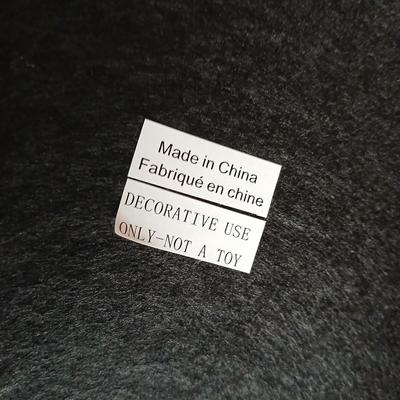 Made in China
Fabriqué en chine
DECORATIVE USE
ONLY-NOT A TOY